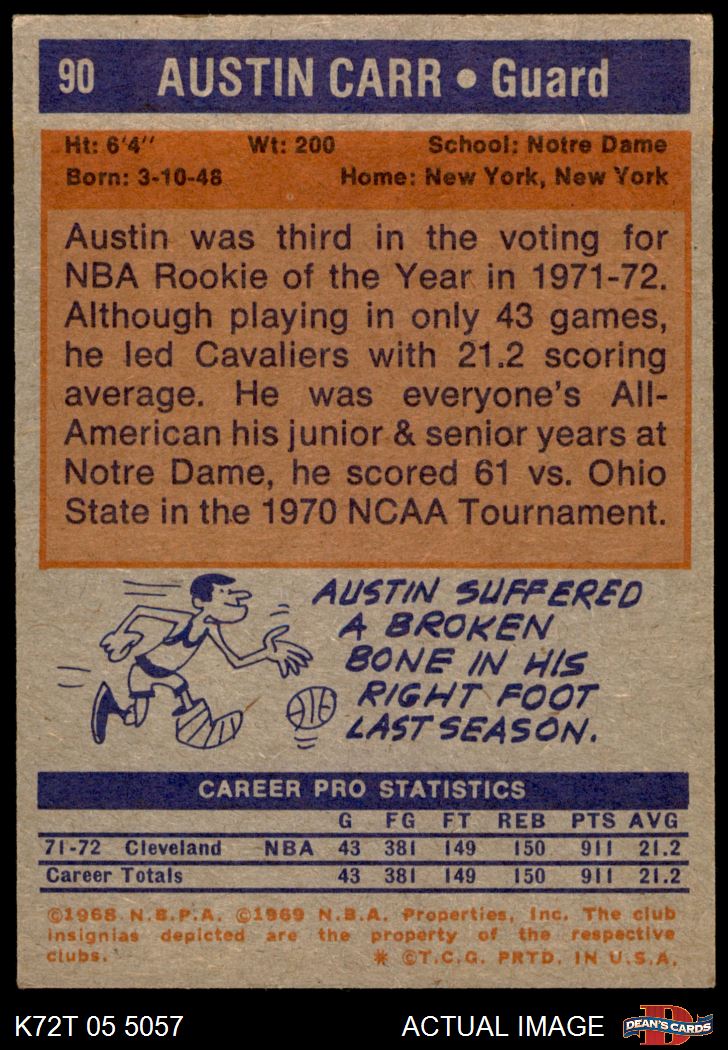 90 AUSTIN CARR • Guard
Ht: 6'4" Wt: 200 School: Notre Dame
Born: 3-10-48 Home: New York, New York
Austin was third in the voting for
NBA Rookie of the Year in 1971-72.
Although playing in only 43 games,
he led Cavaliers with 21.2 scoring
average. He was everyone's All-
American his junior & senior years at
Notre Dame, he scored 61 vs. Ohio
State in the 1970 NCAA Tournament.
AUSTIN SUFFERED
A BROKEN
BONE IN HIS
RIGHT FOOT
LAST SEASON.
CAREER PRO STATISTICS
G FG FT REB PTS AVG
71-72 Cleveland NBA 43 381 149 150 911 21.2
Career Totals 43 381 149 150 911 21.2
©1968 N.B.P.A. ©1969 N.B.A. Properties, Inc. The club
insignias depicted are the property of the respective
clubs. * ©T.C.G. PRTD. IN U.S.A.
K72T 05 5057 ACTUAL IMAGE D DEAN'S CARDS